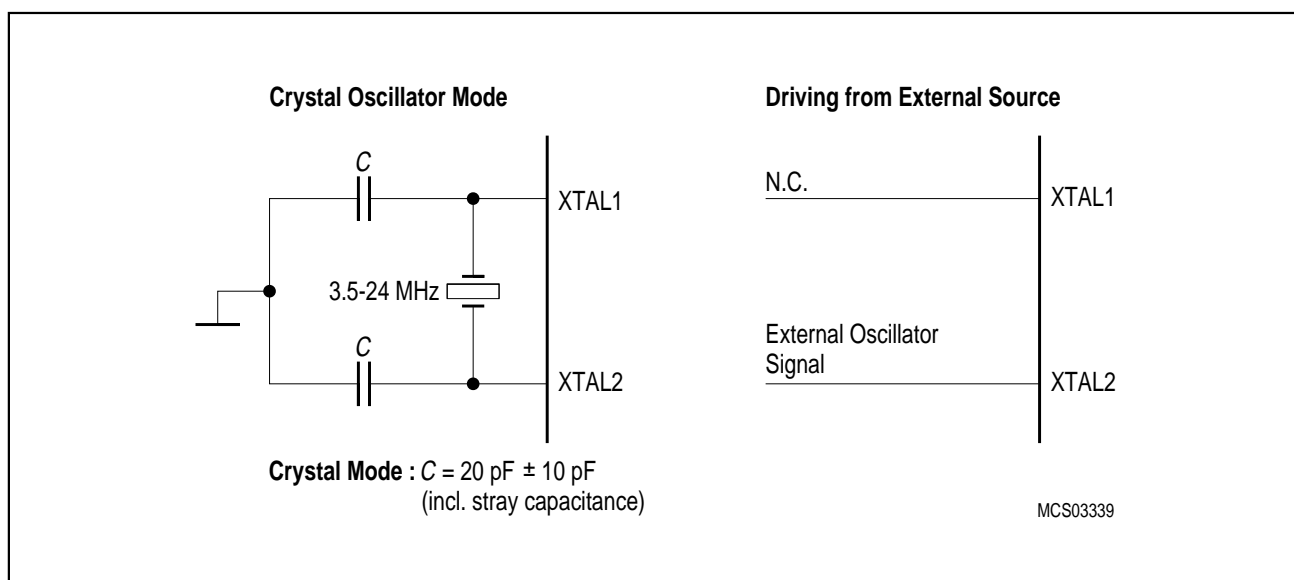 Crystal Oscillator Mode
C
XTAL1
3.5-24 MHz
C
XTAL2
Crystal Mode : C = 20 pF ± 10 pF
(incl. stray capacitance)
Driving from External Source
N.C.
XTAL1
External Oscillator
Signal
XTAL2
MCS03339